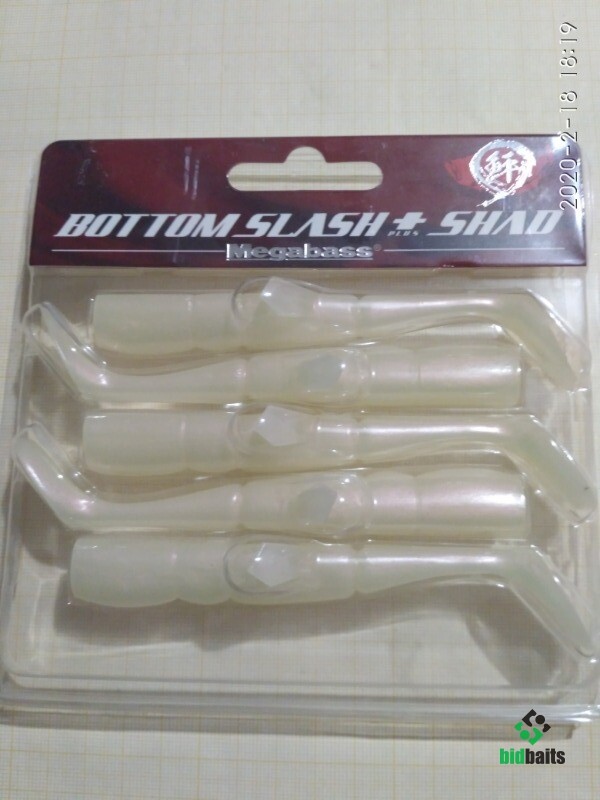 2020-2-18 18:19
BOTTOM SLASH + SHAD
PLUS
Megabass®
bidbaits